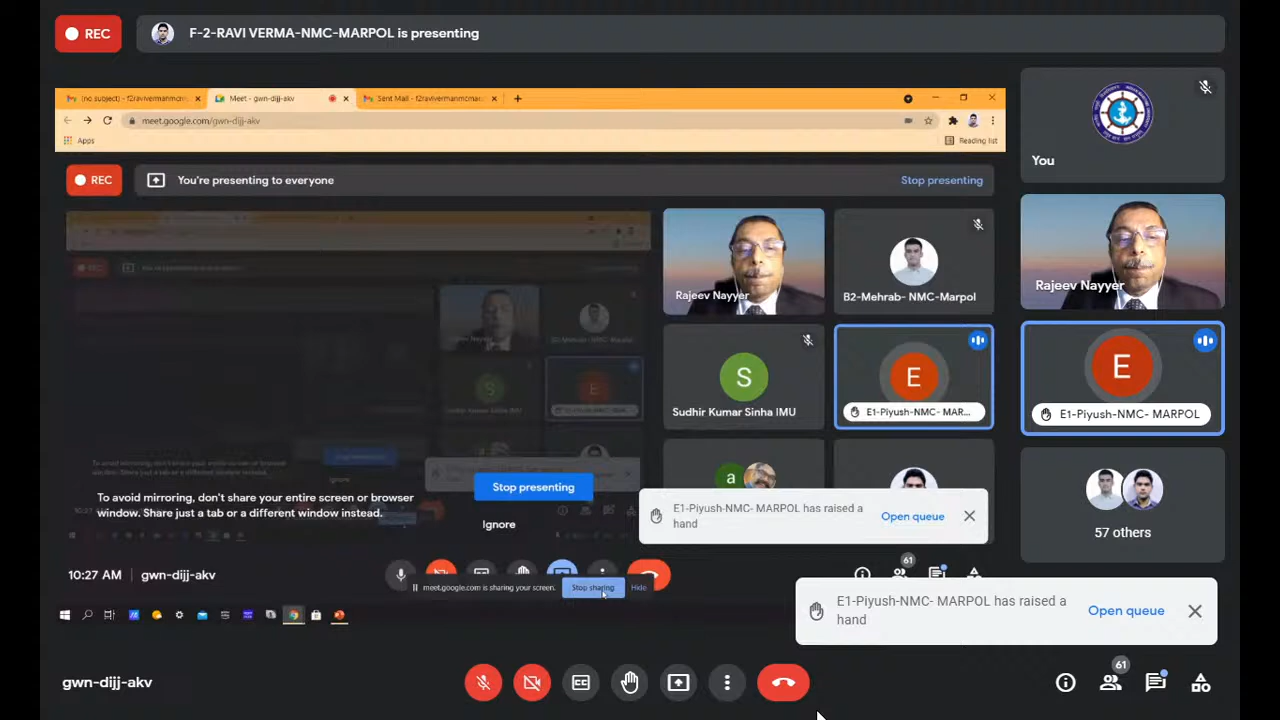 REC
F-2-RAVI VERMA-NMC-MARPOL is presenting
(no subject) - f2ravivermanmcm
Meet - gwn-dijj-akv
Sent Mail - f2ravivermanmcmar
meet.google.com/gwn-dijj-akv
Apps
Reading list
You
REC
You're presenting to everyone
Stop presenting
Rajeev Nayyer
B2-Mehrab- NMC-Marpol
Rajeev Nayyer
S
Sudhir Kumar Sinha IMU
E
E1-Piyush-NMC- MAR...
E
E1-Piyush-NMC- MARPOL
a
To avoid mirroring, don't share your entire screen or browser
window. Share just a tab or a different window instead.
Stop presenting
Ignore
E1-Piyush-NMC- MARPOL has raised a
hand
Open queue
57 others
10:27 AM
gwn-dijj-akv
61
meet.google.com is sharing your screen.
Stop sharing
Hide
E1-Piyush-NMC- MARPOL has raised a
hand
Open queue
gwn-dijj-akv
61